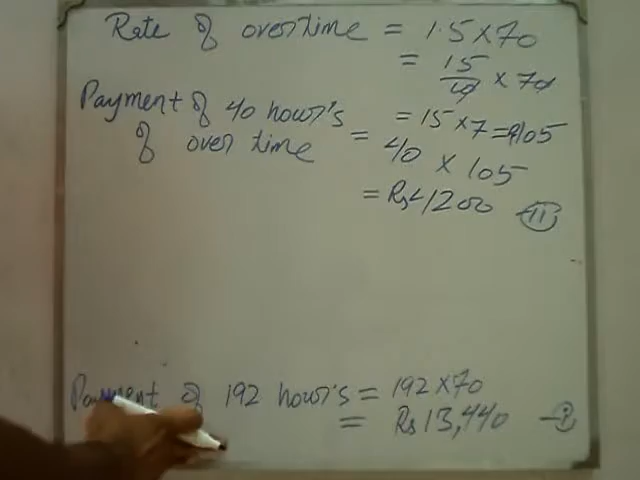 Rate of overtime = 1.5 × 70
= 15/10 × 70
= 15 × 7 = 105
Payment of 40 hour's
of over time = 40 × 105
= Rs 4200 (ii)
Payment of 192 hour's = 192 × 70
= Rs 13,440 — (i)